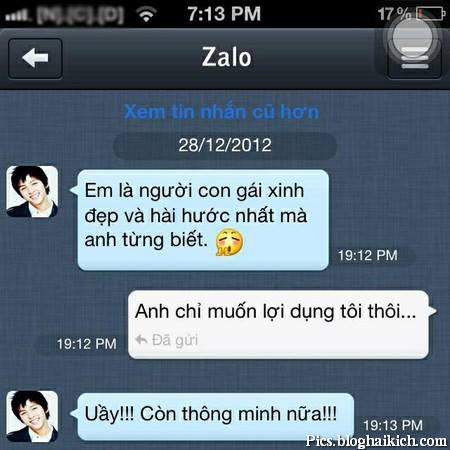 [N].[C].[D] 7:13 PM 17%
Zalo
Xem tin nhắn cũ hơn
28/12/2012
Em là người con gái xinh
đẹp và hài hước nhất mà
anh từng biết.
19:12 PM
Anh chỉ muốn lợi dụng tôi thôi...
Đã gửi
19:12 PM
Uầy!!! Còn thông minh nữa!!!
19:13 PM
Pics.bloghaikich.com